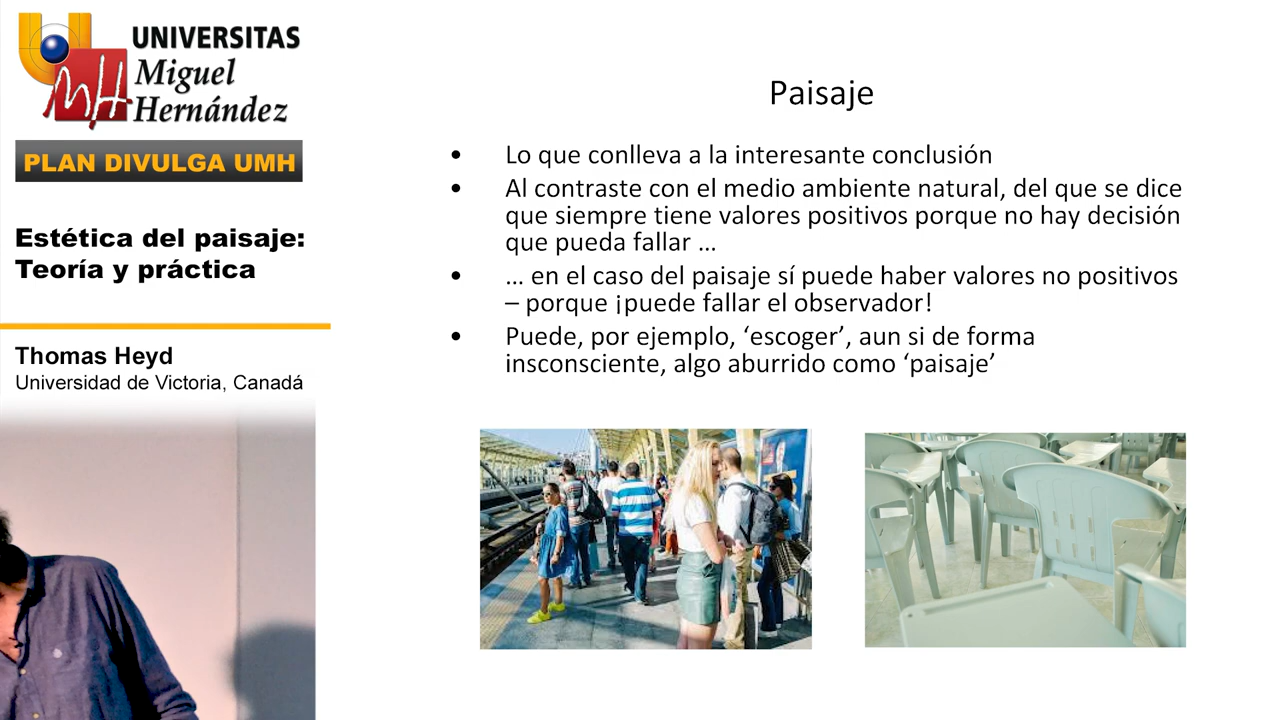 UNIVERSITAS
Miguel
Hernández
PLAN DIVULGA UMH
Estética del paisaje:
Teoría y práctica
Thomas Heyd
Universidad de Victoria, Canadá
Paisaje
• Lo que conlleva a la interesante conclusión
• Al contraste con el medio ambiente natural, del que se dice
que siempre tiene valores positivos porque no hay decisión
que pueda fallar ...
• ... en el caso del paisaje sí puede haber valores no positivos
– porque ¡puede fallar el observador!
• Puede, por ejemplo, ‘escoger’, aun si de forma
insconsciente, algo aburrido como ‘paisaje’